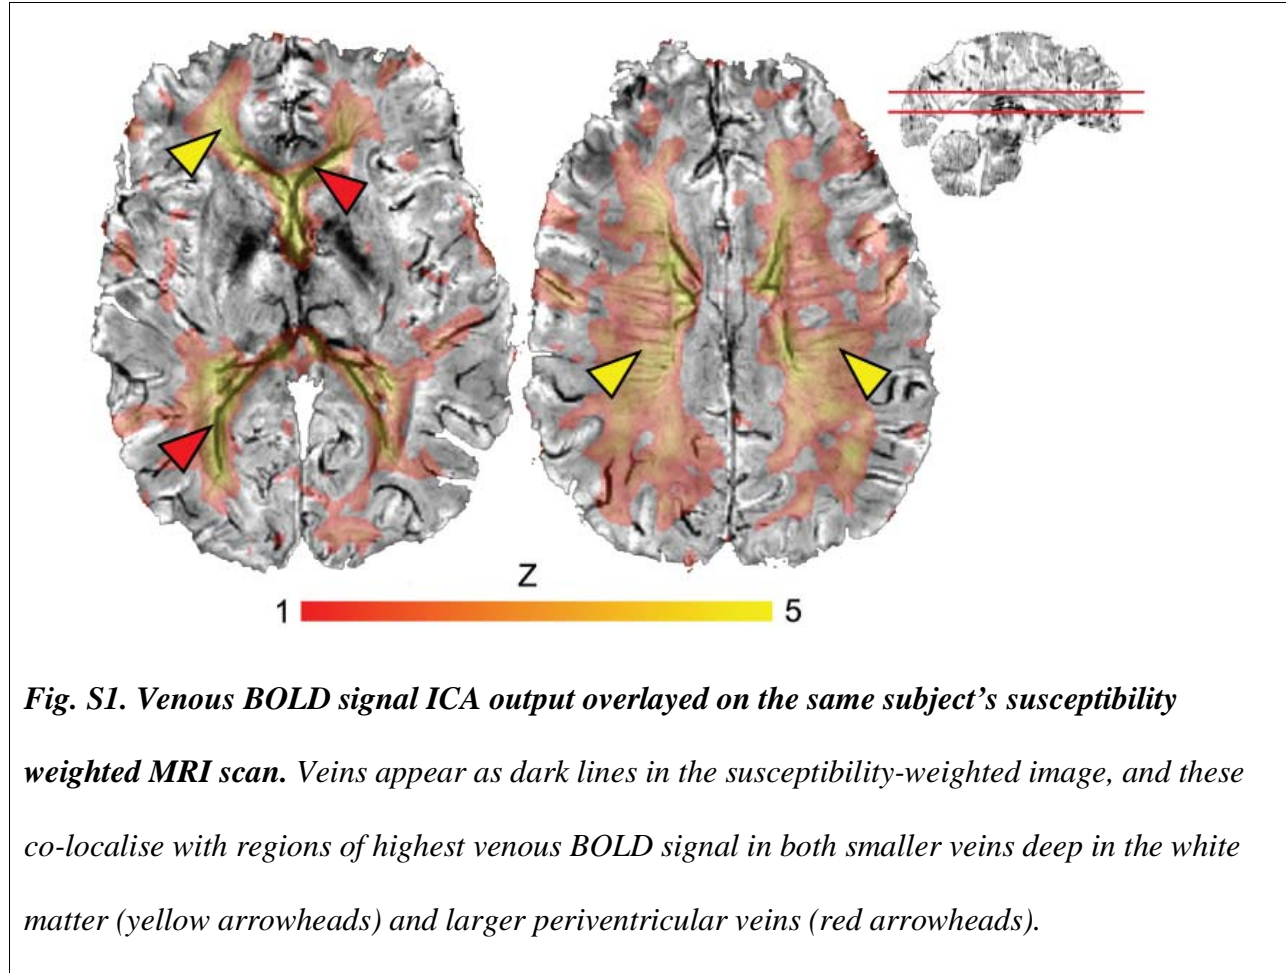 Z
1 5
Fig. S1. Venous BOLD signal ICA output overlayed on the same subject’s susceptibility
weighted MRI scan. Veins appear as dark lines in the susceptibility-weighted image, and these
co-localise with regions of highest venous BOLD signal in both smaller veins deep in the white
matter (yellow arrowheads) and larger periventricular veins (red arrowheads).